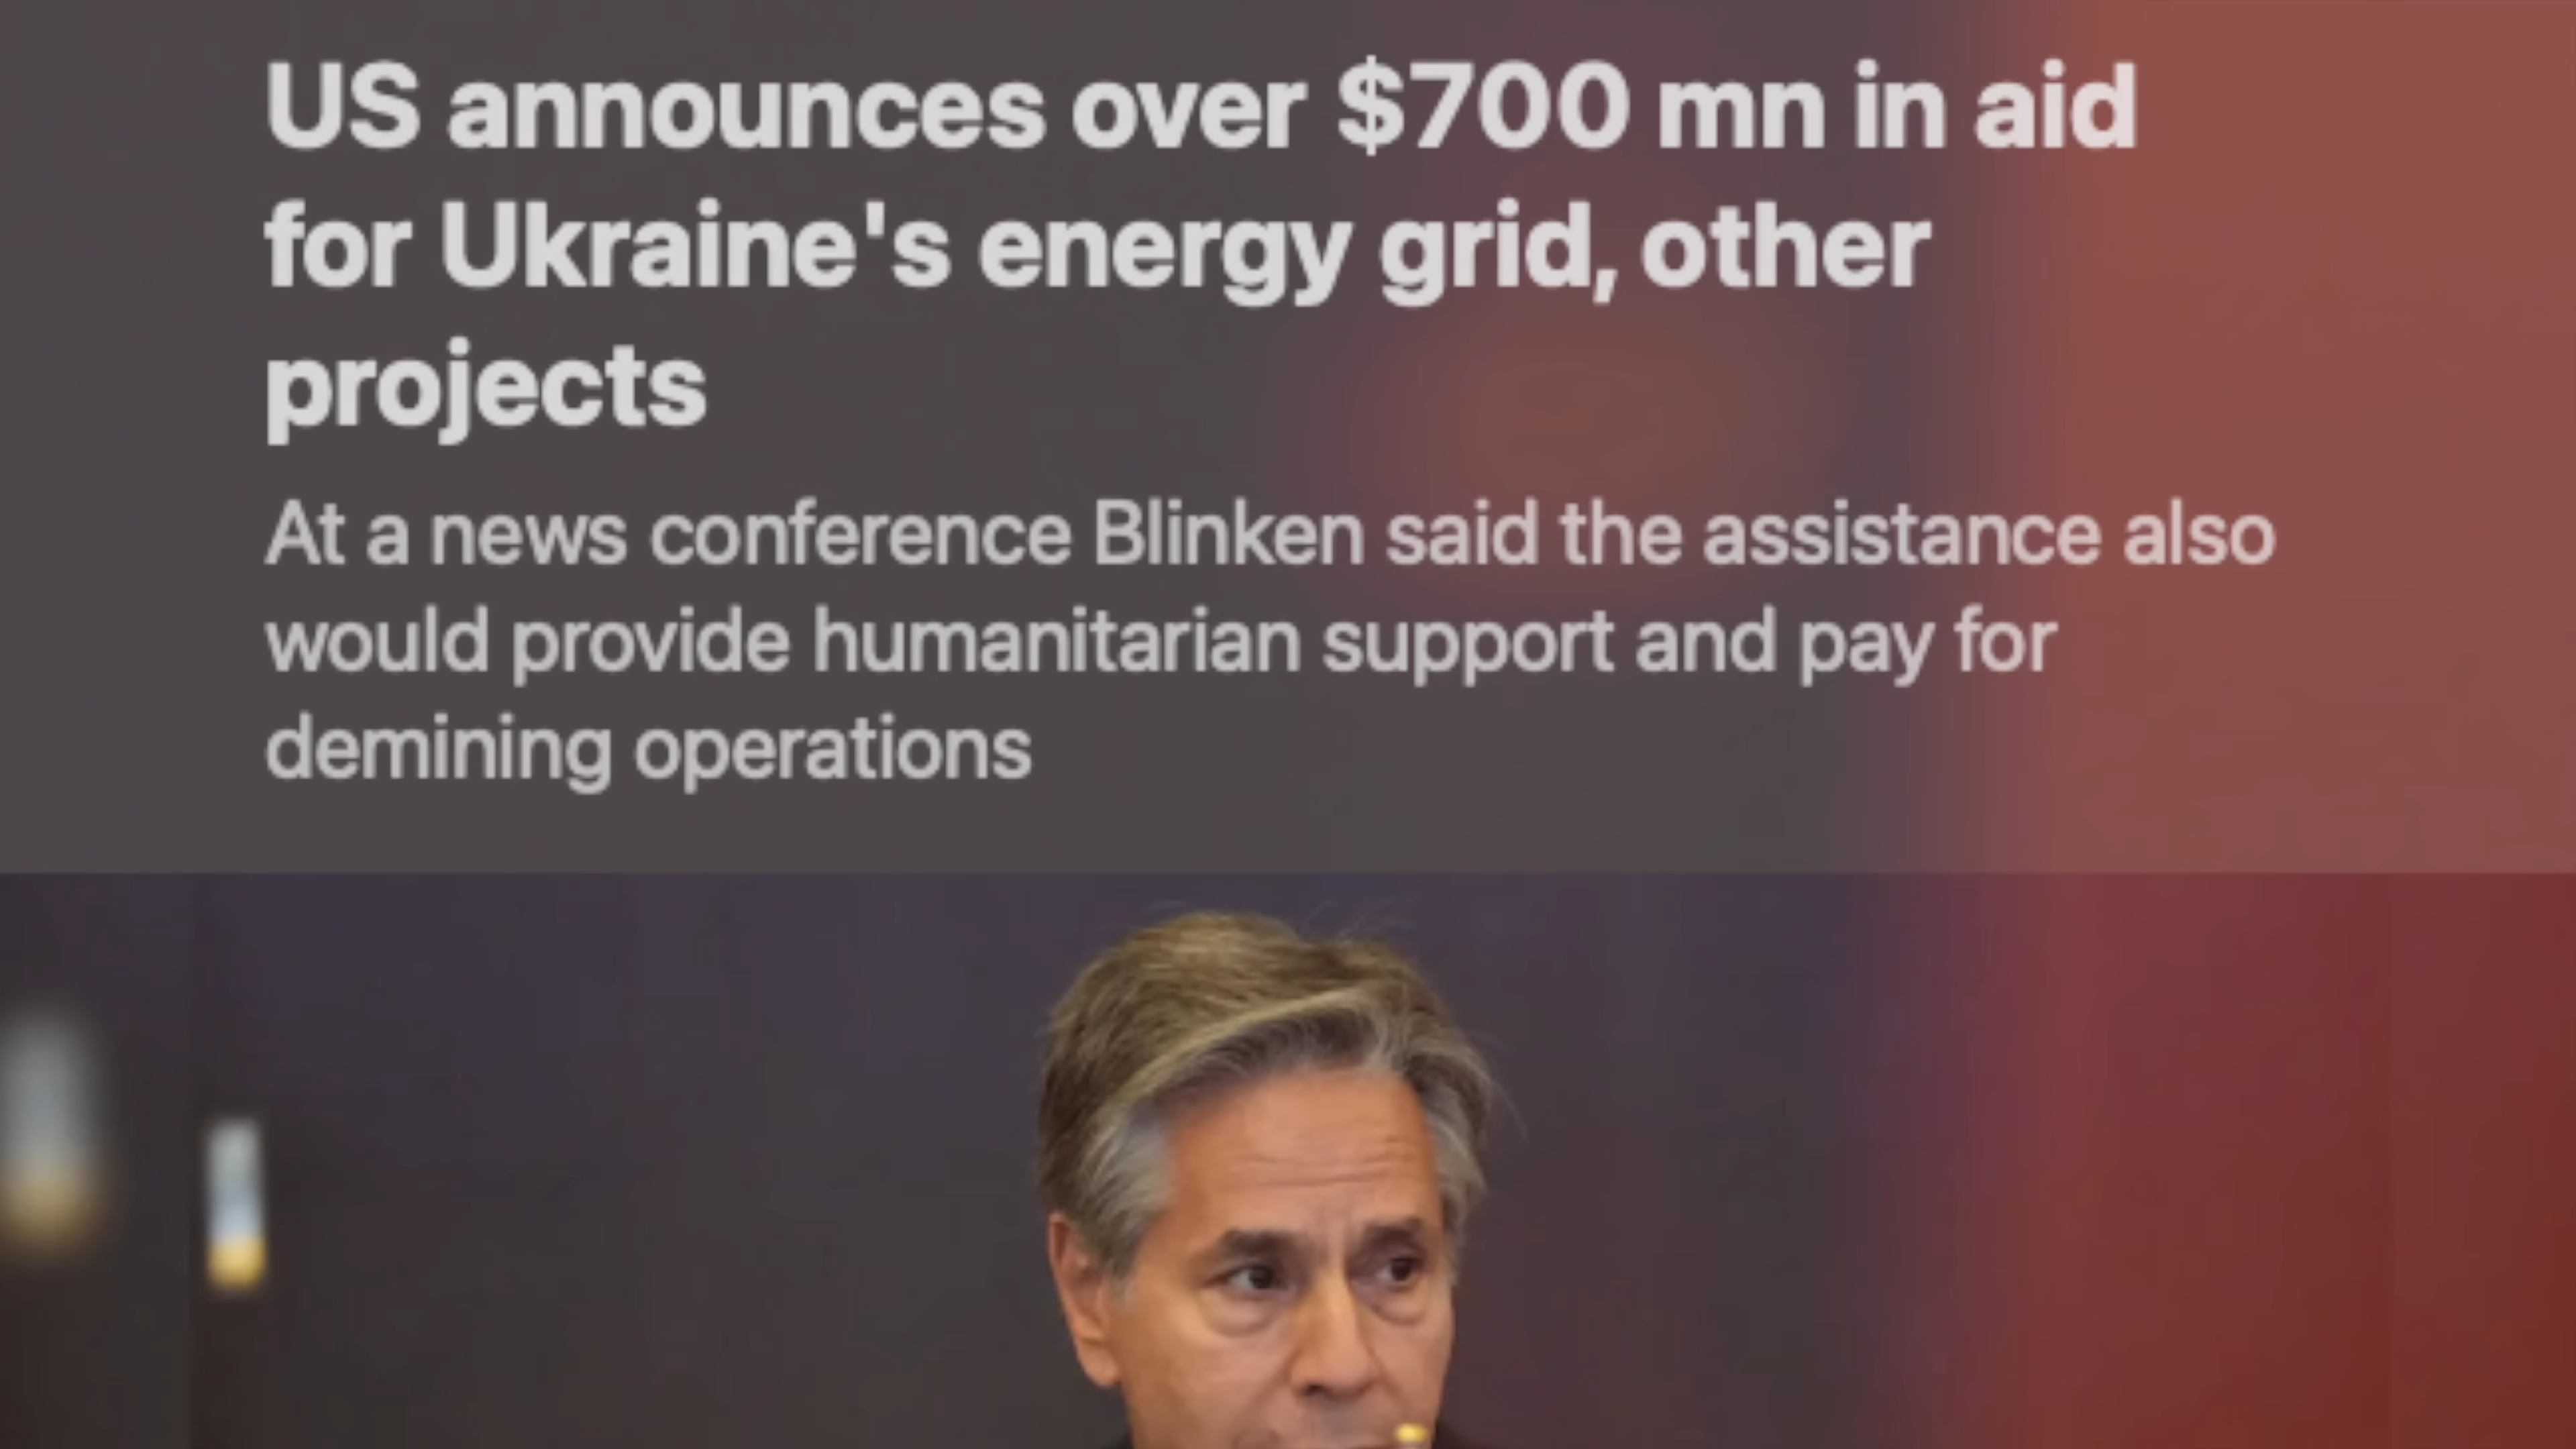 US announces over $700 mn in aid
for Ukraine's energy grid, other
projects
At a news conference Blinken said the assistance also
would provide humanitarian support and pay for
demining operations